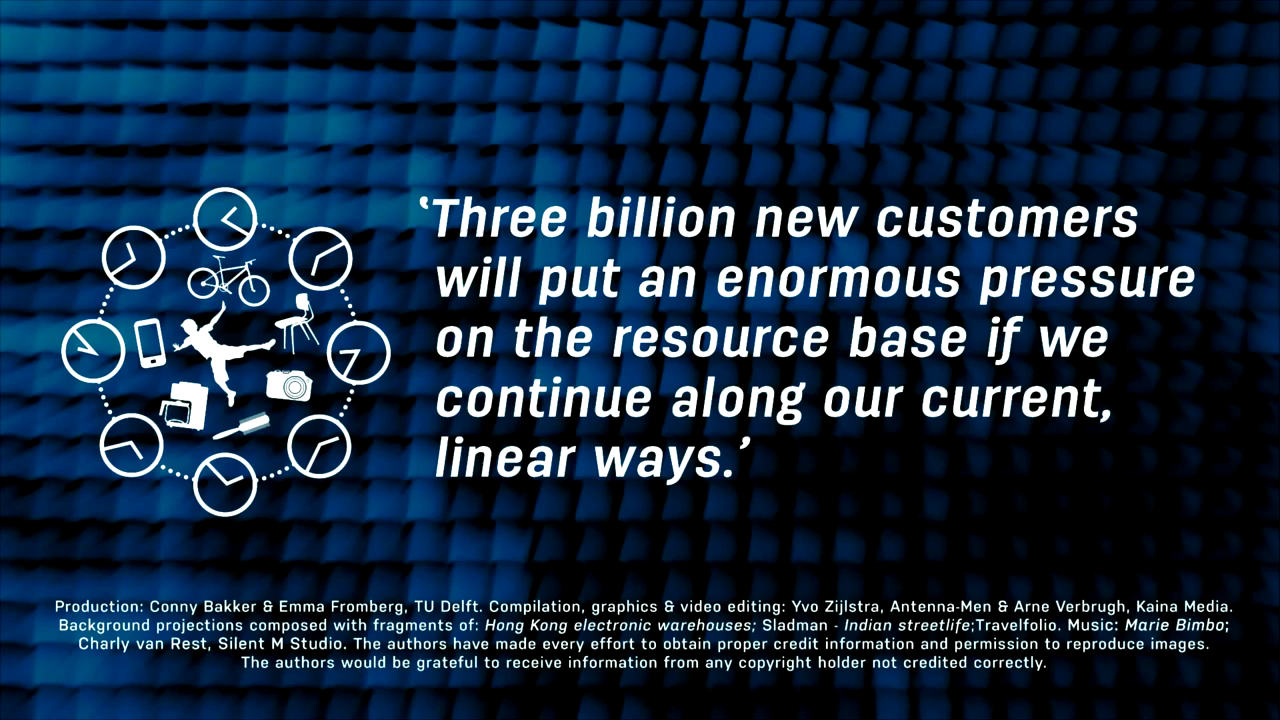 ‘Three billion new customers
will put an enormous pressure
on the resource base if we
continue along our current,
linear ways.’
Production: Conny Bakker & Emma Fromberg, TU Delft. Compilation, graphics & video editing: Yvo Zijlstra, Antenna-Men & Arne Verbrugh, Kaina Media.
Background projections composed with fragments of: Hong Kong electronic warehouses; Sladman - Indian streetlife;Travelfolio. Music: Marie Bimbo;
Charly van Rest, Silent M Studio. The authors have made every effort to obtain proper credit information and permission to reproduce images.
The authors would be grateful to receive information from any copyright holder not credited correctly.